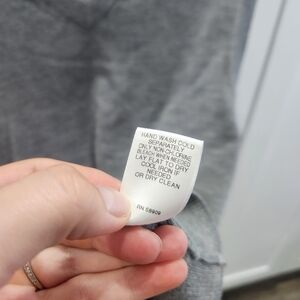 HAND WASH COLD
SEPARATELY
ONLY NON-CHLORINE
BLEACH WHEN NEEDED
LAY FLAT TO DRY
COOL IRON IF
NEEDED
OR DRY CLEAN
RN 58909